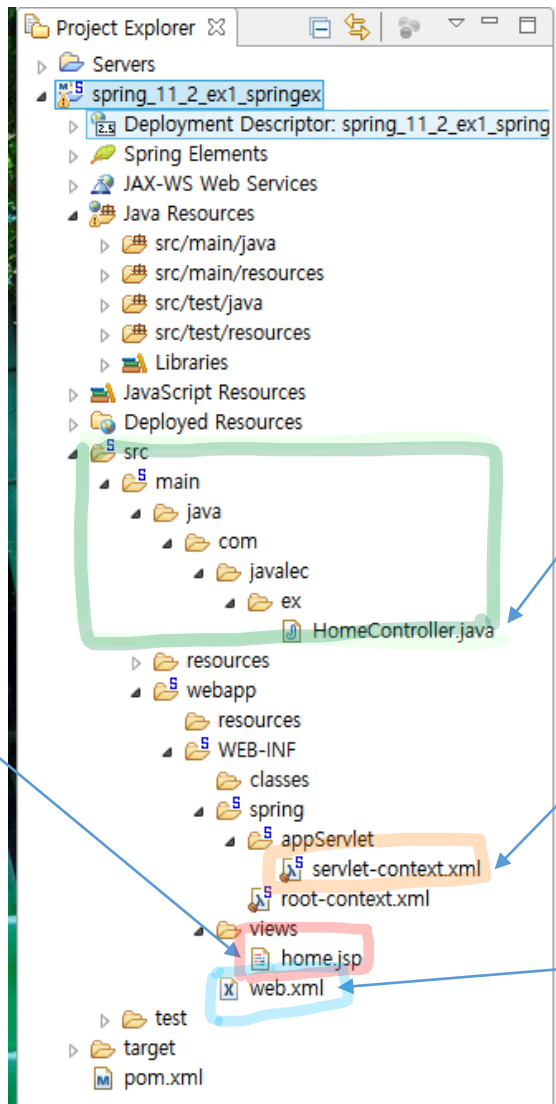 Project Explorer
Servers
spring_11_2_ex1_springex
Deployment Descriptor: spring_11_2_ex1_spring
Spring Elements
JAX-WS Web Services
Java Resources
src/main/java
src/main/resources
src/test/java
src/test/resources
Libraries
JavaScript Resources
Deployed Resources
src
main
java
com
javalec
ex
HomeController.java
resources
webapp
resources
WEB-INF
classes
spring
appServlet
servlet-context.xml
root-context.xml
views
home.jsp
web.xml
test
target
pom.xml